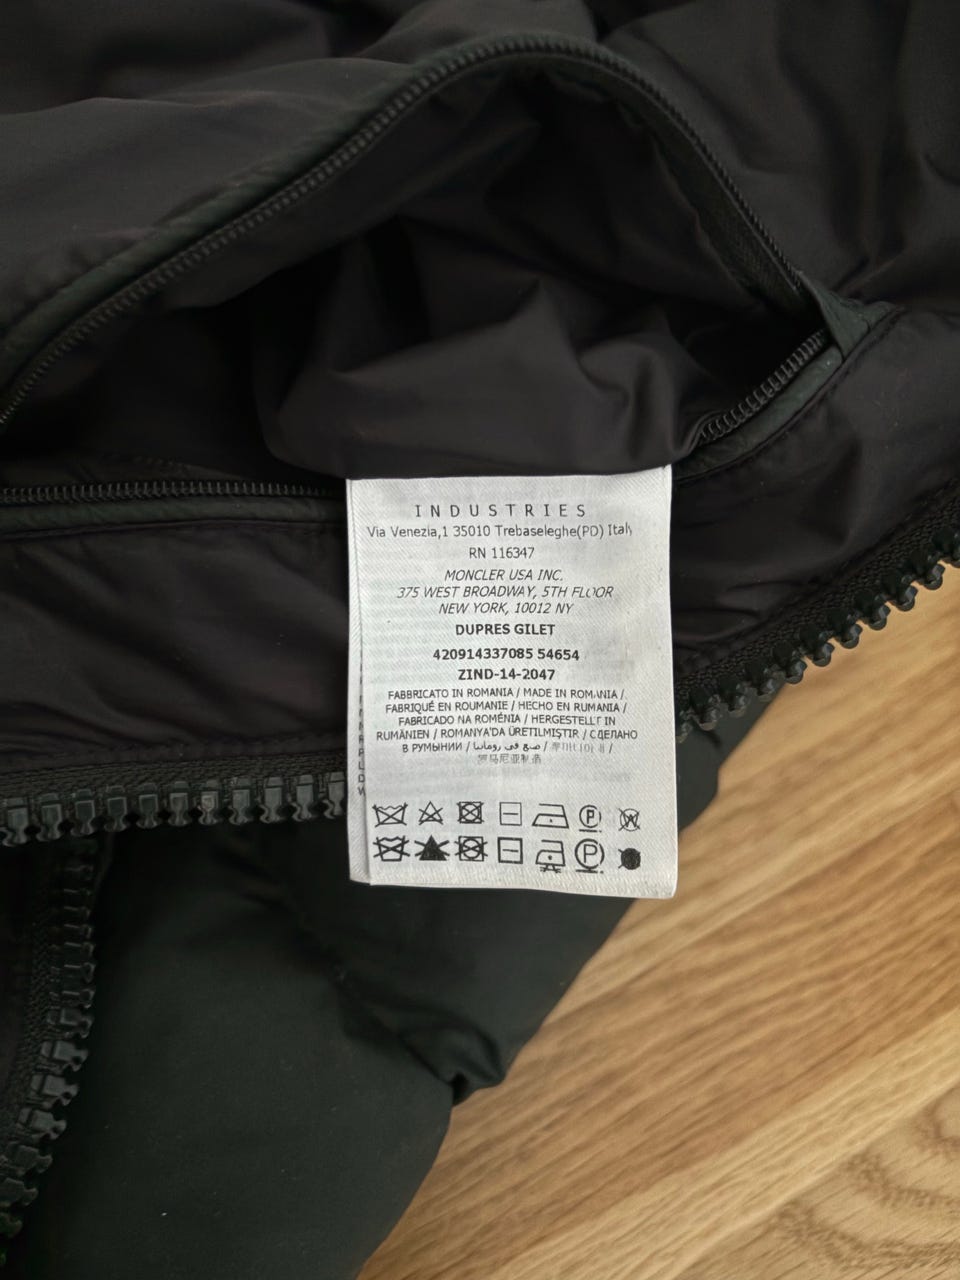 INDUSTRIES
Via Venezia,1 35010 Trebaseleghe(PD) Italy
RN 116347
MONCLER USA INC.
375 WEST BROADWAY, 5TH FLOOR
NEW YORK, 10012 NY
DUPRES GILET
420914337085 54654
ZIND-14-2047
FABBRICATO IN ROMANIA / MADE IN ROMANIA /
FABRIQUÉ EN ROUMANIE / HECHO EN RUMANIA /
FABRICADO NA ROMÉNIA / HERGESTELLT IN
RUMÄNIEN / ROMANYA'DA ÜRETILMIŞTIR / СДЕЛАНО
В РУМЫНИИ / صنع في رومانيا /
罗马尼亚制造
P
W
P